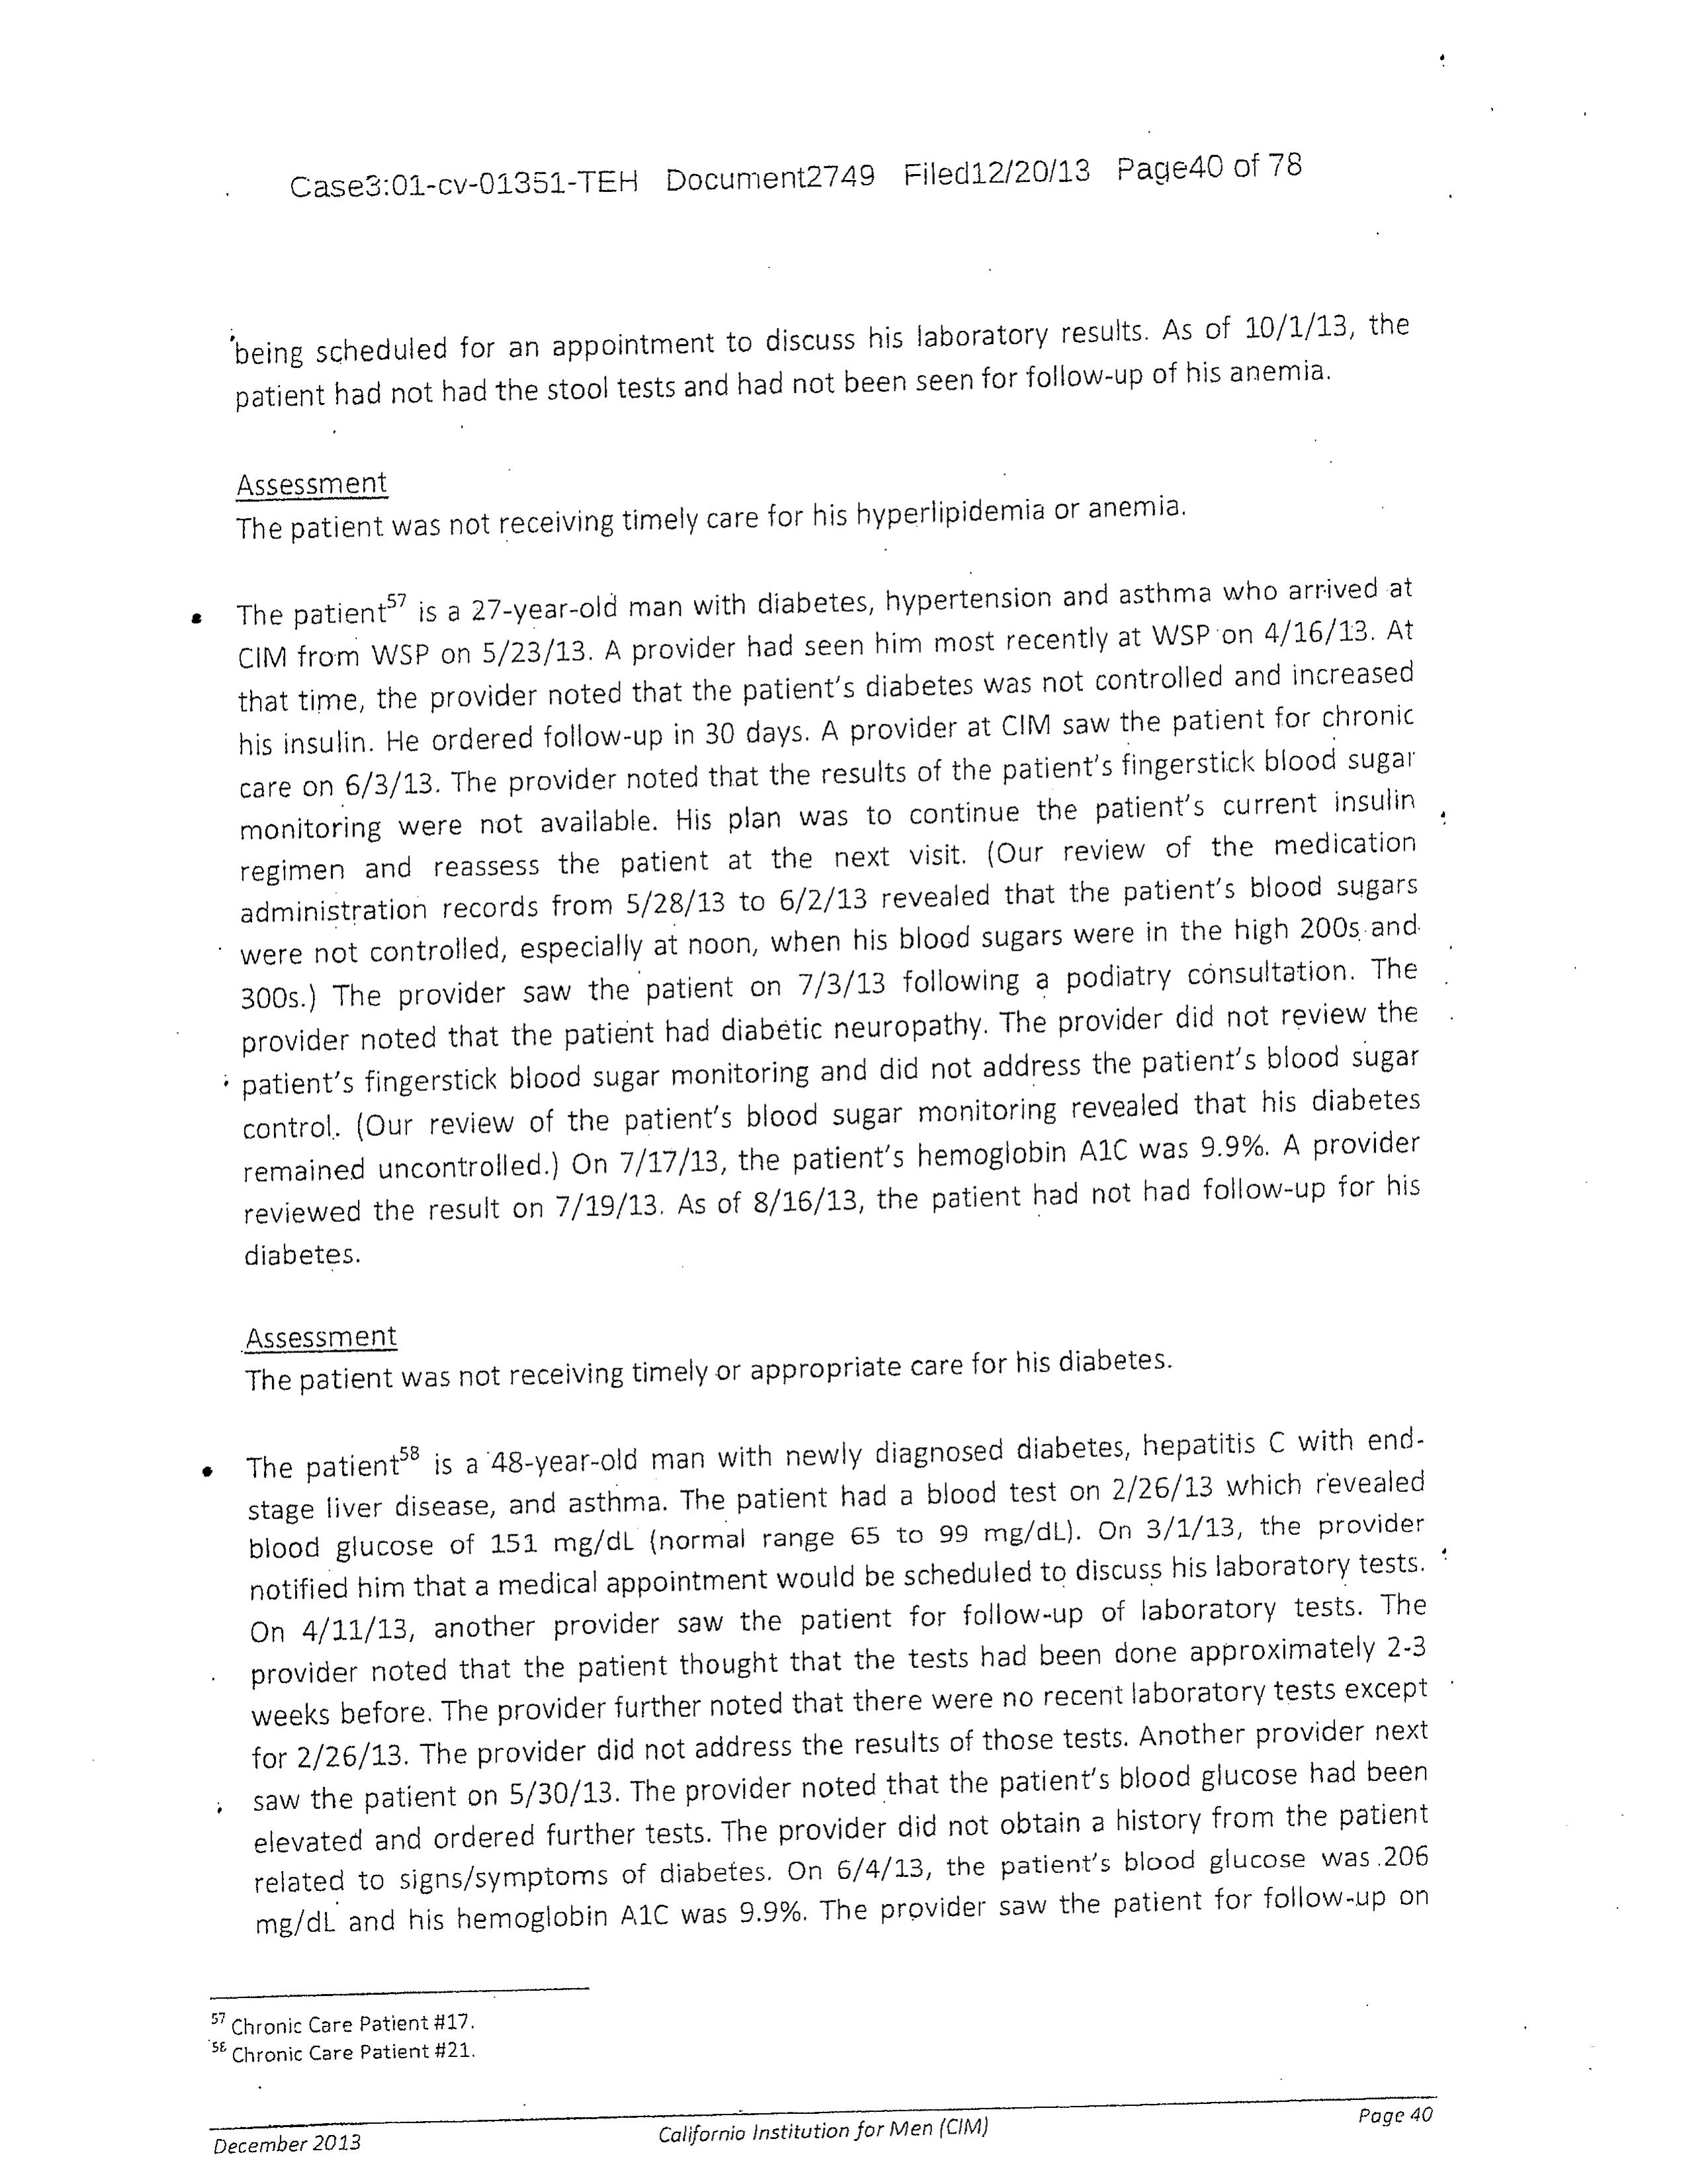 Case3:01-cv-01351-TEH Document2749 Filed12/20/13 Page40 of 78
being scheduled for an appointment to discuss his laboratory results. As of 10/1/13, the
patient had not had the stool tests and had not been seen for follow-up of his anemia.
Assessment
The patient was not receiving timely care for his hyperlipidemia or anemia.
• The patient57 is a 27-year-old man with diabetes, hypertension and asthma who arrived at
CIM from WSP on 5/23/13. A provider had seen him most recently at WSP on 4/16/13. At
that time, the provider noted that the patient's diabetes was not controlled and increased
his insulin. He ordered follow-up in 30 days. A provider at CIM saw the patient for chronic
care on 6/3/13. The provider noted that the results of the patient's fingerstick blood sugar
monitoring were not available. His plan was to continue the patient's current insulin
regimen and reassess the patient at the next visit. (Our review of the medication
administration records from 5/28/13 to 6/2/13 revealed that the patient's blood sugars
were not controlled, especially at noon, when his blood sugars were in the high 200s and
300s.) The provider saw the patient on 7/3/13 following a podiatry consultation. The
provider noted that the patient had diabetic neuropathy. The provider did not review the
patient's fingerstick blood sugar monitoring and did not address the patient's blood sugar
control. (Our review of the patient's blood sugar monitoring revealed that his diabetes
remained uncontrolled.) On 7/17/13, the patient's hemoglobin A1C was 9.9%. A provider
reviewed the result on 7/19/13. As of 8/16/13, the patient had not had follow-up for his
diabetes.
Assessment
The patient was not receiving timely or appropriate care for his diabetes.
• The patient58 is a 48-year-old man with newly diagnosed diabetes, hepatitis C with end-
stage liver disease, and asthma. The patient had a blood test on 2/26/13 which revealed
blood glucose of 151 mg/dL (normal range 65 to 99 mg/dL). On 3/1/13, the provider
notified him that a medical appointment would be scheduled to discuss his laboratory tests.
On 4/11/13, another provider saw the patient for follow-up of laboratory tests. The
provider noted that the patient thought that the tests had been done approximately 2-3
weeks before. The provider further noted that there were no recent laboratory tests except
for 2/26/13. The provider did not address the results of those tests. Another provider next
saw the patient on 5/30/13. The provider noted that the patient's blood glucose had been
elevated and ordered further tests. The provider did not obtain a history from the patient
related to signs/symptoms of diabetes. On 6/4/13, the patient's blood glucose was 206
mg/dL and his hemoglobin A1C was 9.9%. The provider saw the patient for follow-up on
57 Chronic Care Patient #17.
58 Chronic Care Patient #21.
December 2013 California Institution for Men (CIM) Page 40